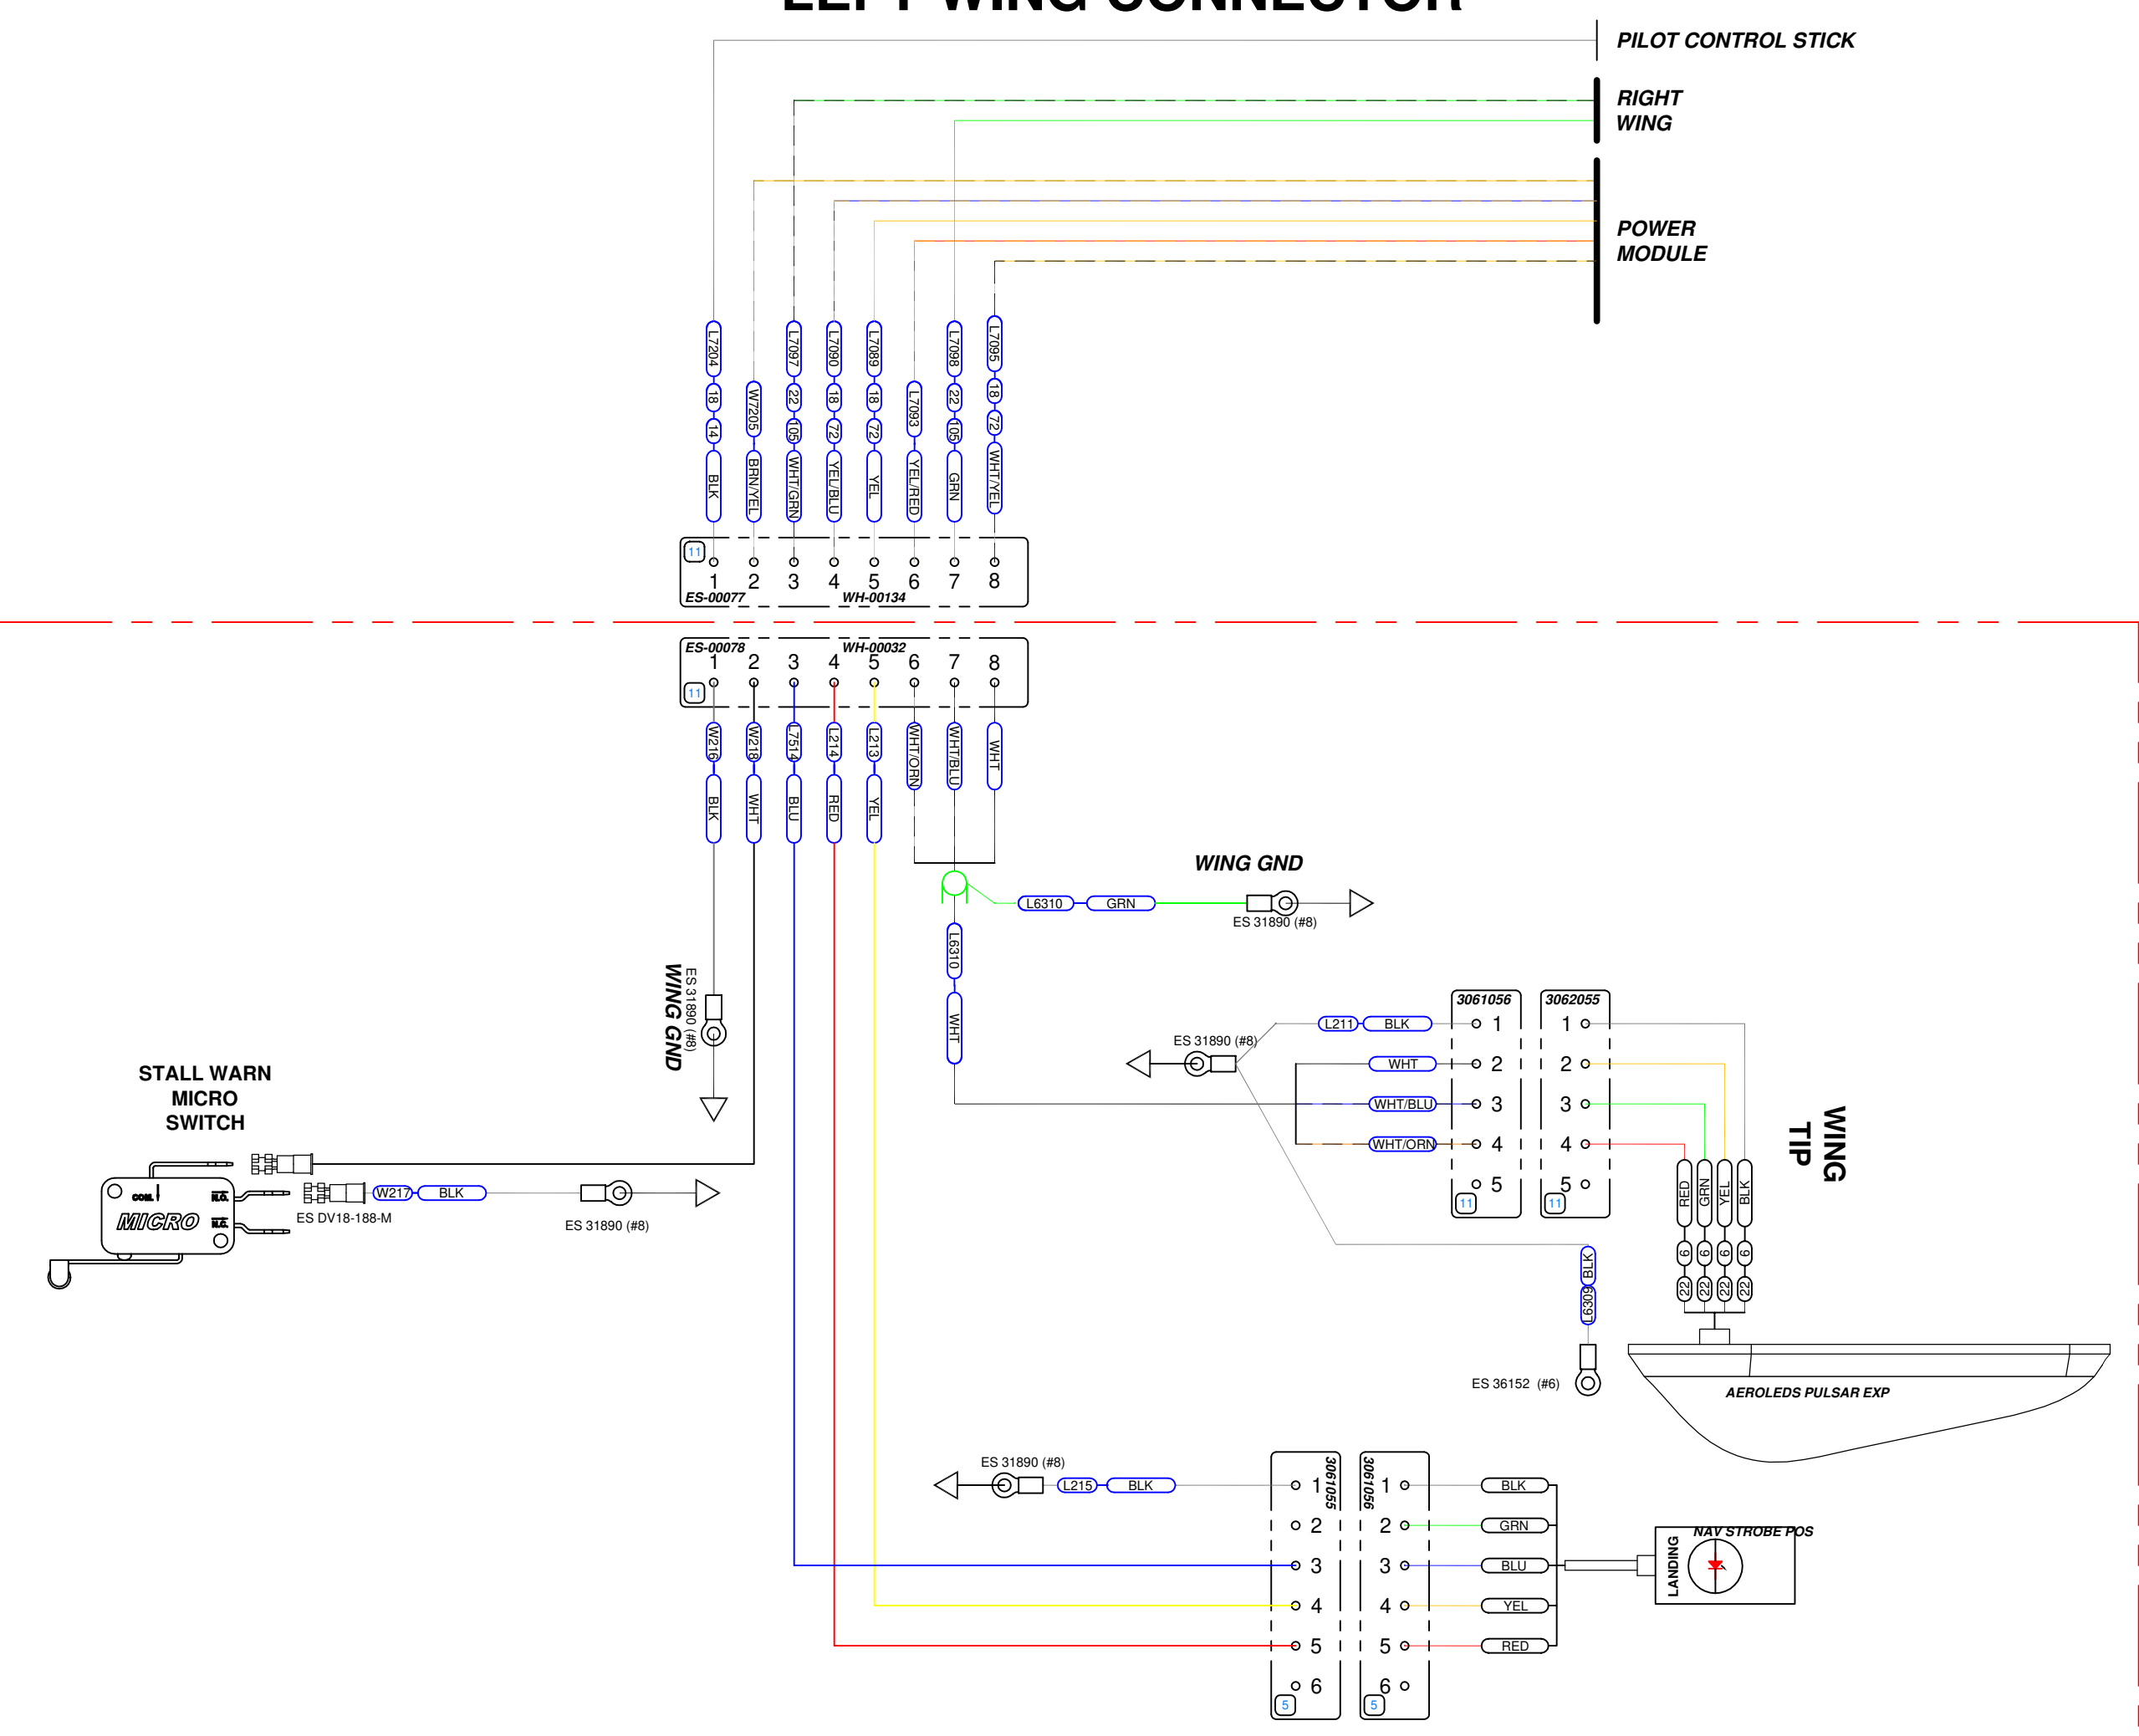 LEFT WING CONNECTOR
PILOT CONTROL STICK
RIGHT
WING
POWER
MODULE
L7204 18 14 BLK
W7205 BRN/YEL
L7097 22 105 WHT/GRN
L7090 18 72 YEL/BLU
L7089 18 72 YEL
L7093 YEL/RED
L7098 22 105 GRN
L7095 18 72 WHT/YEL
11
1 2 3 4 5 6 7 8
ES-00077 WH-00134
ES-00078 WH-00032
1 2 3 4 5 6 7 8
11
W216 BLK
W218 WHT
L7514 BLU
L214 RED
L213 YEL
WHT/ORN
WHT/BLU
WHT
WING GND
L6310 GRN
ES 31890 (#8)
L6310 WHT
WING GND
ES 31890 (#8)
3061056 3062055
ES 31890 (#8)
L211 BLK 1 1
WHT 2 2
WHT/BLU 3 3
WHT/ORN 4 4
5 5
11 11
WING
TIP
RED 6 22
GRN 6 22
YEL 6 22
BLK 6 22
STALL WARN
MICRO
SWITCH
COM.
N.C.
N.C.
MICRO
W217 BLK
ES DV18-188-M
ES 31890 (#8)
BLK L6309
ES 36152 (#6)
AEROLEDS PULSAR EXP
ES 31890 (#8)
L215 BLK
3061055 3061056
1 1 BLK
2 2 GRN
3 3 BLU
4 4 YEL
5 5 RED
6 6
5 5
NAV STROBE POS
LANDING